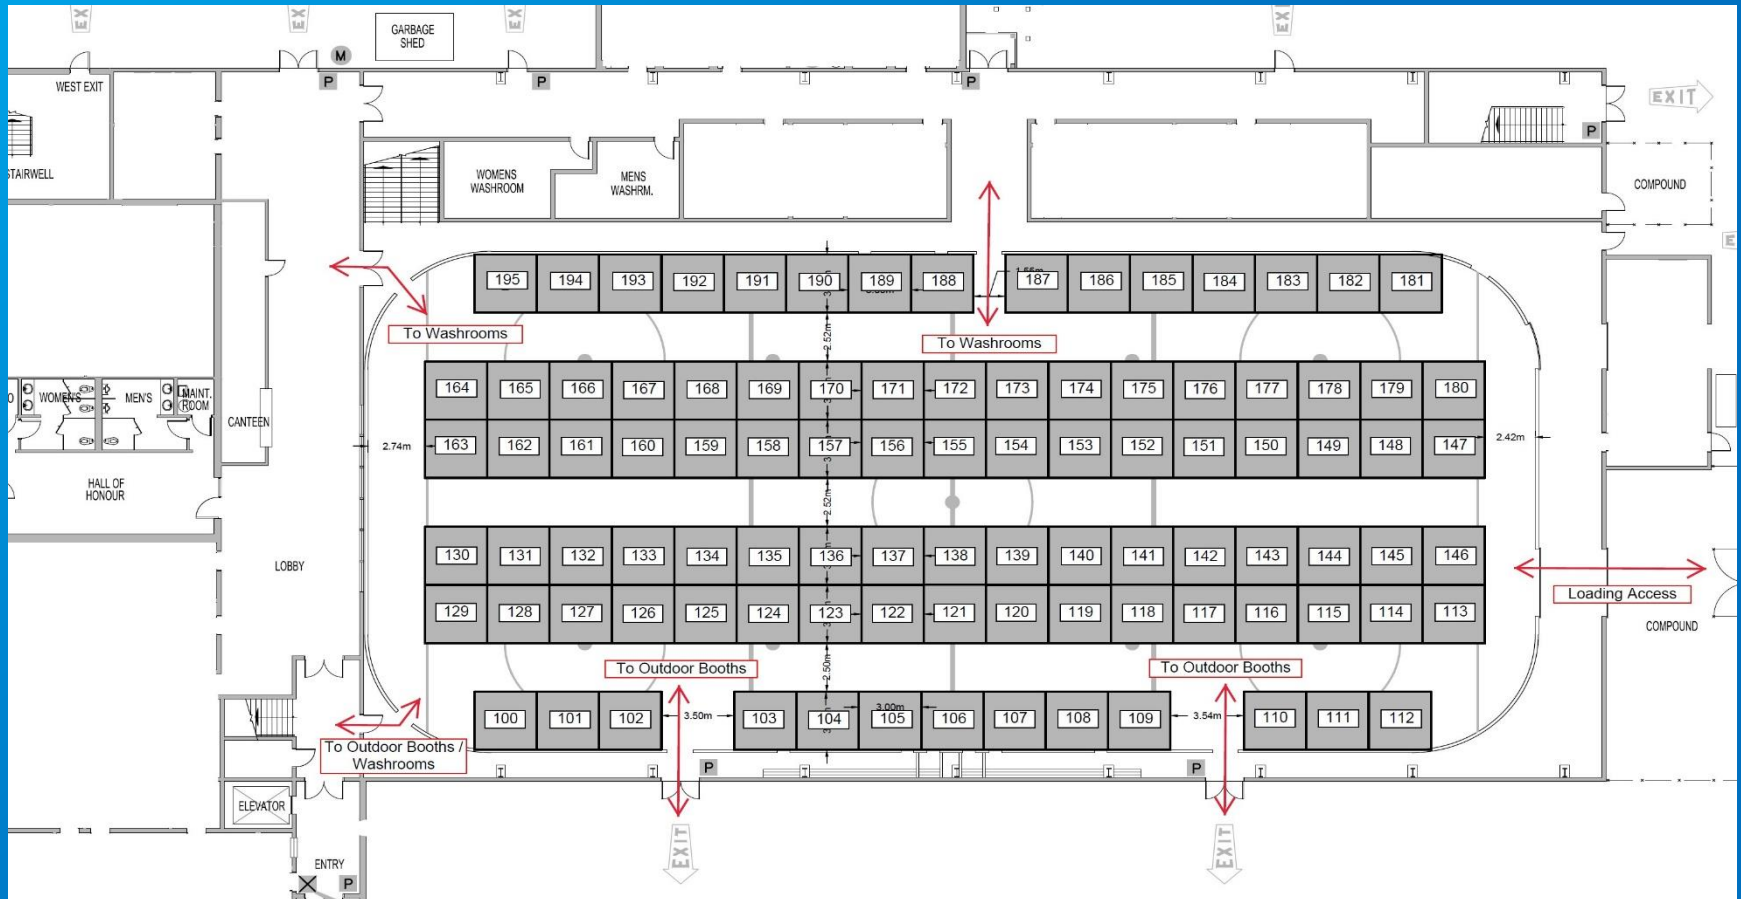 GARBAGE
SHED
M
P
P
P
WEST EXIT
EXIT
P
STAIRWELL
WOMENS
WASHROOM
MENS
WASHRM.
COMPOUND
195 194 193 192 191 190 189 188 187 186 185 184 183 182 181
To Washrooms
To Washrooms
2.52m
164 165 166 167 168 169 170 171 172 173 174 175 176 177 178 179 180
WOMEN'S
MEN'S
MAINT.
ROOM
CANTEEN
2.74m
163 162 161 160 159 158 157 156 155 154 153 152 151 150 149 148 147
2.42m
HALL OF
HONOUR
2.52m
130 131 132 133 134 135 136 137 138 139 140 141 142 143 144 145 146
LOBBY
Loading Access
129 128 127 126 125 124 123 122 121 120 119 118 117 116 115 114 113
COMPOUND
To Outdoor Booths
2.50m
To Outdoor Booths
100 101 102
3.50m
103 104 105 106 107 108 109
3.00m
3.54m
110 111 112
To Outdoor Booths /
Washrooms
P
P
ELEVATOR
EXIT
EXIT
ENTRY
P